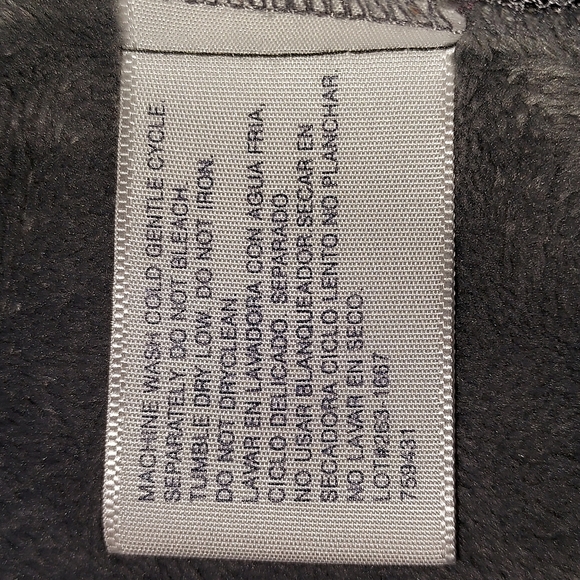 MACHINE WASH COLD GENTLE CYCLE
SEPARATELY DO NOT BLEACH
TUMBLE DRY LOW. DO NOT IRON.
DO NOT DRYCLEAN
LAVAR EN LAVADORA CON AGUA FRIA,
CICLO DELICADO SEPARADO
NO USAR BLANQUEADOR.SECAR EN
SECADORA CICLO LENTO.NO PLANCHAR
NO LAVAR EN SECO.
LOT#263 1667
759431